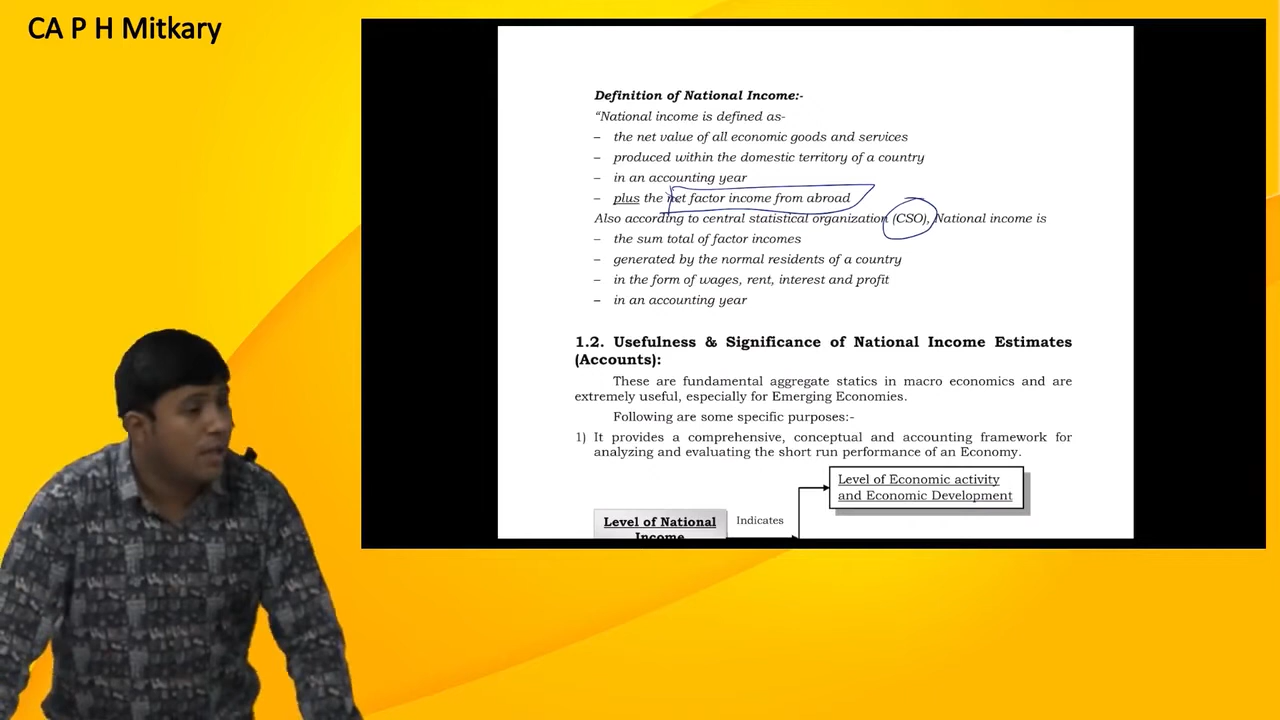 CA P H Mitkary
Definition of National Income:-
“National income is defined as-
– the net value of all economic goods and services
– produced within the domestic territory of a country
– in an accounting year
– plus the net factor income from abroad
Also according to central statistical organization (CSO), National income is
– the sum total of factor incomes
– generated by the normal residents of a country
– in the form of wages, rent, interest and profit
– in an accounting year
1.2. Usefulness & Significance of National Income Estimates
(Accounts):
These are fundamental aggregate statics in macro economics and are
extremely useful, especially for Emerging Economies.
Following are some specific purposes:-
1) It provides a comprehensive, conceptual and accounting framework for
analyzing and evaluating the short run performance of an Economy.
Level of Economic activity
and Economic Development
Level of National
Income
Indicates